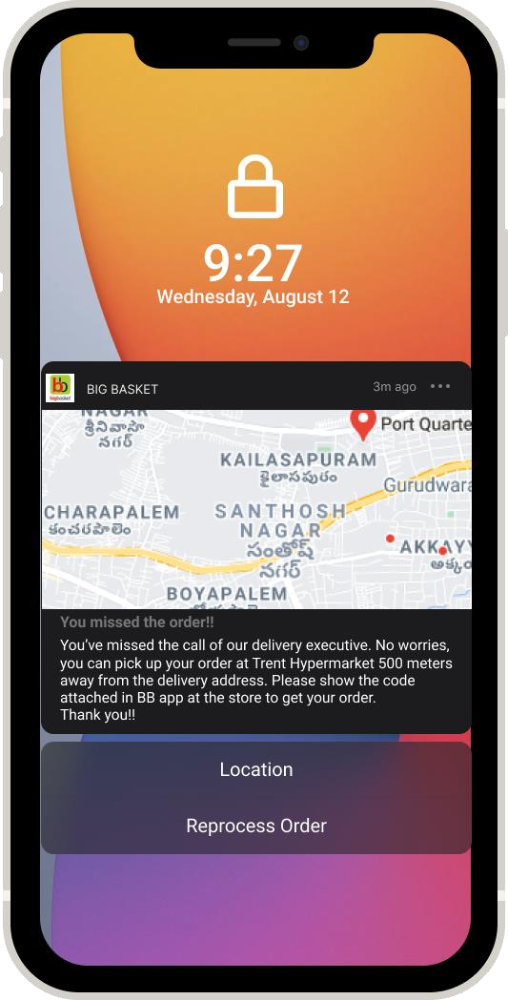 9:27
Wednesday, August 12
bb
bigbasket
BIG BASKET
3m ago
NAGAR
శ్రీనివాసా
నగర్
Port Quarte
KAILASAPURAM
కైలాసపురం
Gurudwara
CHARAPALEM
కంచరపాలెం
SANTHOSH
NAGAR
సంతోష్
నగర్
AKKAYY
అక్కం
BOYAPALEM
You missed the order!!
You've missed the call of our delivery executive. No worries,
you can pick up your order at Trent Hypermarket 500 meters
away from the delivery address. Please show the code
attached in BB app at the store to get your order.
Thank you!!
Location
Reprocess Order